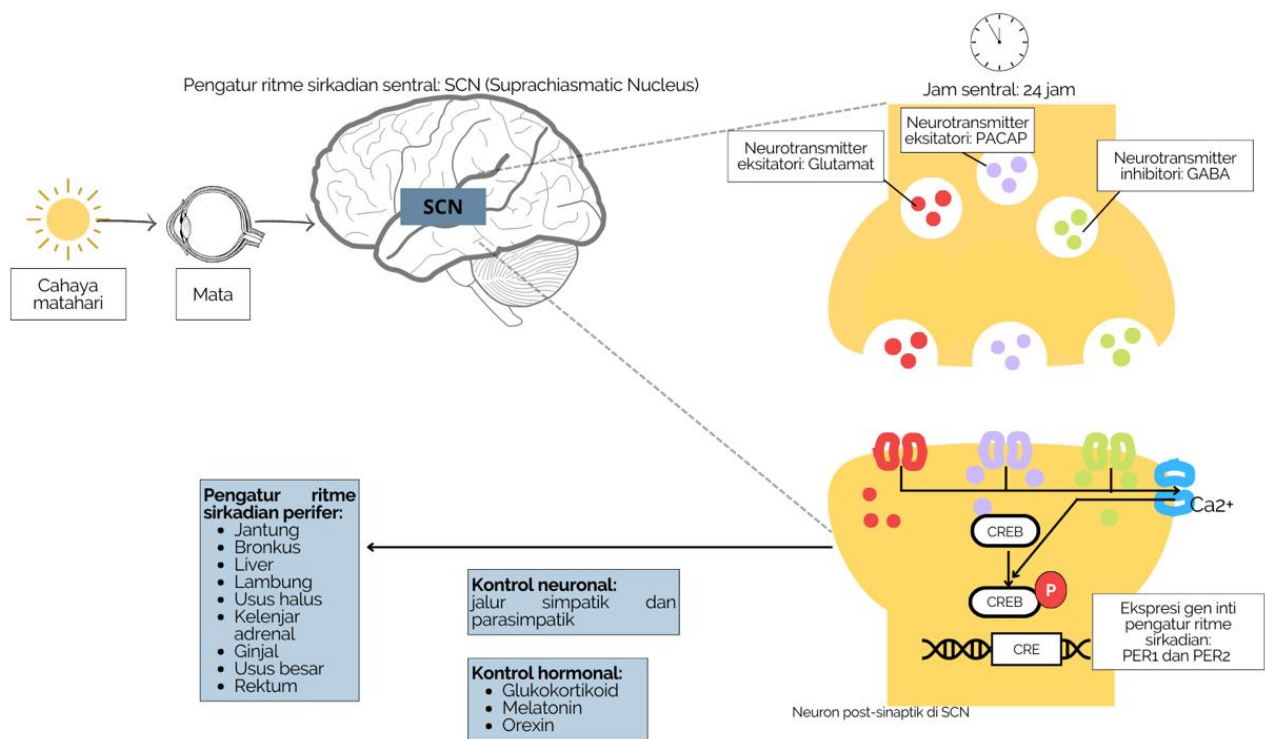 Pengatur ritme sirkadian sentral: SCN (Suprachiasmatic Nucleus)
Jam sentral: 24 jam
Neurotransmitter
eksitatori: PACAP
Neurotransmitter
eksitatori: Glutamat
Neurotransmitter
inhibitori: GABA
SCN
Cahaya
matahari
Mata
Pengatur ritme
sirkadian perifer:
Jantung
Bronkus
Liver
Lambung
Usus halus
Kelenjar
adrenal
Ginjal
Usus besar
Rektum
Kontrol neuronal:
jalur simpatik dan
parasimpatik
Kontrol hormonal:
Glukokortikoid
Melatonin
Orexin
Ca2+
CREB
CREB
P
CRE
Ekspresi gen inti
pengatur ritme
sirkadian:
PER1 dan PER2
Neuron post-sinaptik di SCN